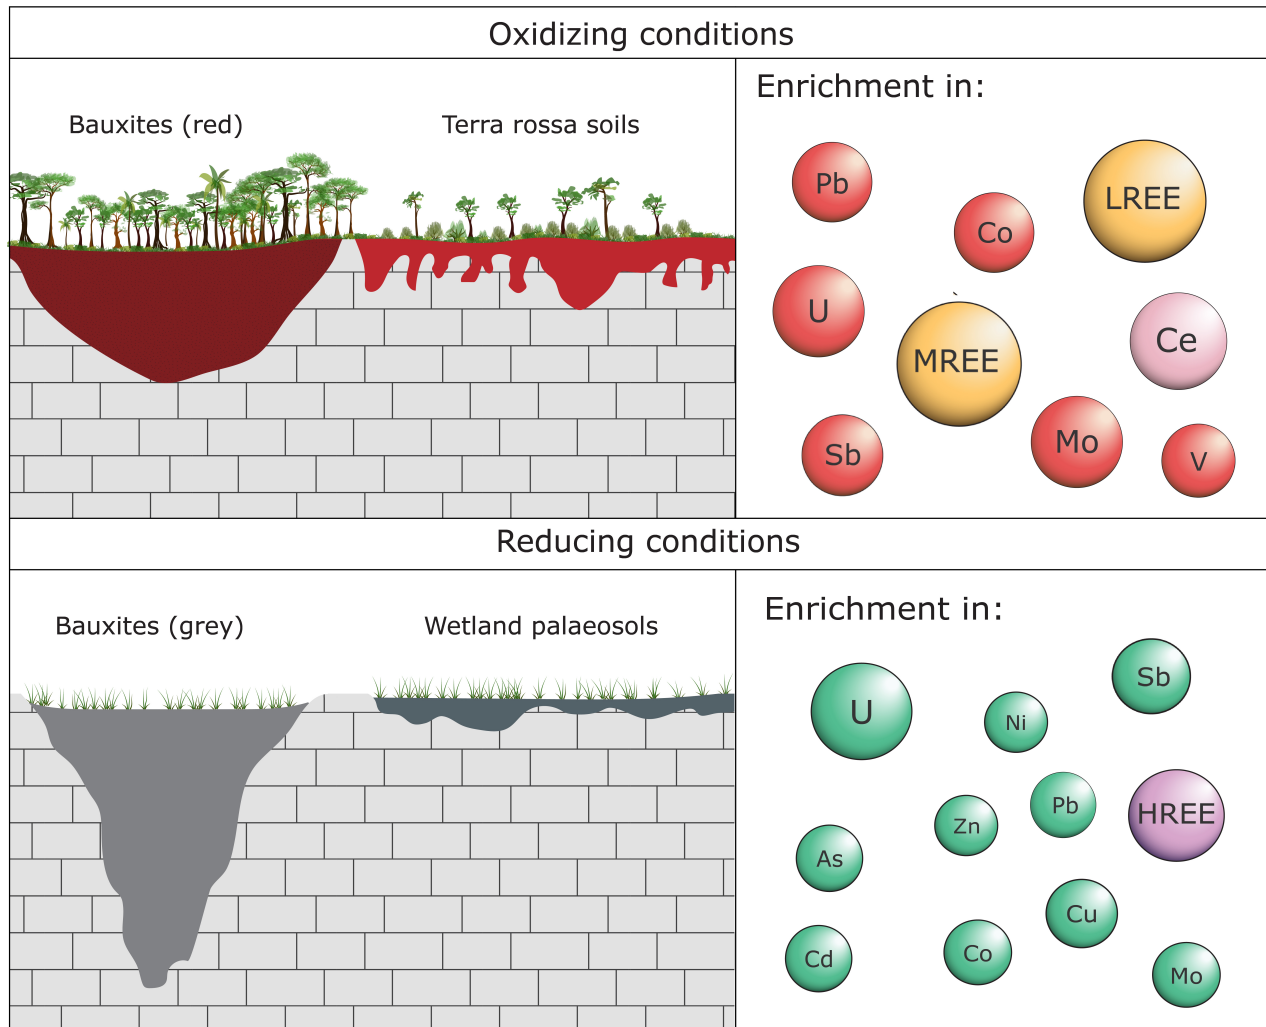 Oxidizing conditions
Bauxites (red)
Terra rossa soils
Enrichment in:
Pb
LREE
Co
U
Ce
MREE
Mo
Sb
V
Reducing conditions
Bauxites (grey)
Wetland palaeosols
Enrichment in:
Sb
U
Ni
Pb
HREE
Zn
As
Cu
Cd
Co
Mo